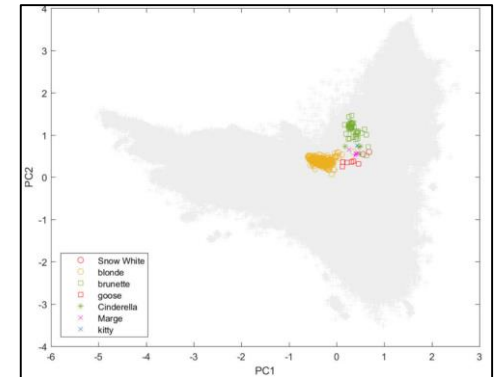 4
3
2
1
0
-1
-2
-3
-4
PC2
Snow White
blonde
brunette
goose
Cinderella
Marge
kitty
-6 -5 -4 -3 -2 -1 0 1 2 3
PC1